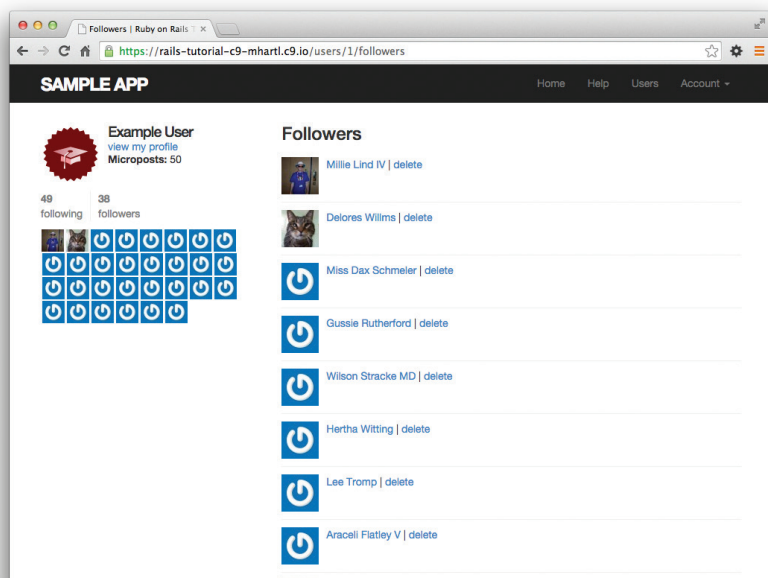 Followers | Ruby on Rails T
https://rails-tutorial-c9-mhartl.c9.io/users/1/followers
SAMPLE APP
Home Help Users Account
Example User
view my profile
Microposts: 50
49 following
38 followers
Followers
Millie Lind IV | delete
Delores Willms | delete
Miss Dax Schmeler | delete
Gussie Rutherford | delete
Wilson Stracke MD | delete
Hertha Witting | delete
Lee Tromp | delete
Araceli Flatley V | delete